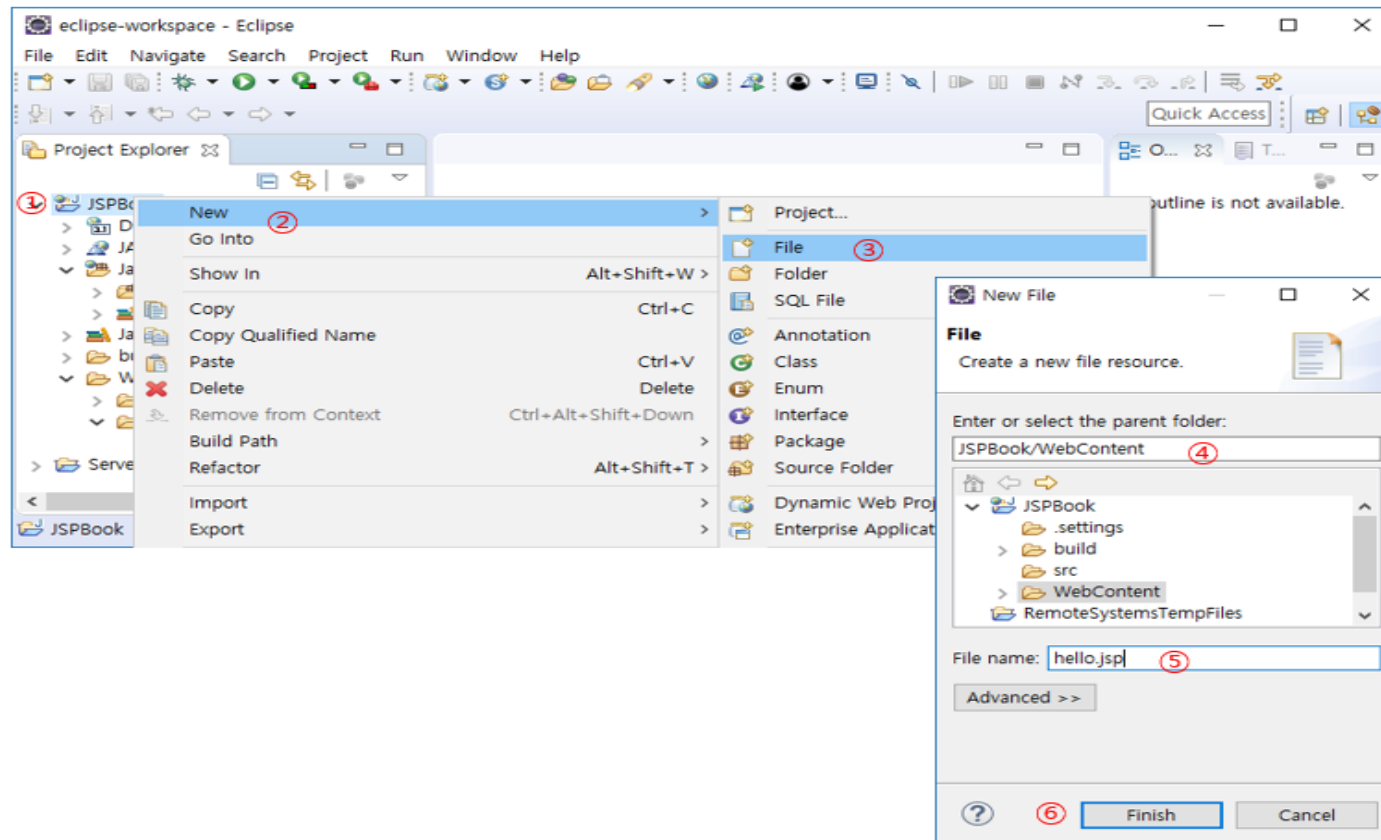 eclipse-workspace - Eclipse
File Edit Navigate Search Project Run Window Help
Quick Access
Project Explorer
O... T...
① JSPBo
utline is not available.
New ② >
Go Into
Show In Alt+Shift+W >
Copy Ctrl+C
Copy Qualified Name
Paste Ctrl+V
Delete Delete
Remove from Context Ctrl+Alt+Shift+Down
Build Path >
Refactor Alt+Shift+T >
Import >
Export >
D
JA
Ja
Ja
bu
W
Serve
JSPBook
Project...
File ③
Folder
SQL File
Annotation
Class
Enum
Interface
Package
Source Folder
Dynamic Web Proj
Enterprise Applicat
New File
File
Create a new file resource.
Enter or select the parent folder:
JSPBook/WebContent ④
JSPBook
.settings
build
src
WebContent
RemoteSystemsTempFiles
File name: hello.jsp ⑤
Advanced >>
? ⑥ Finish Cancel